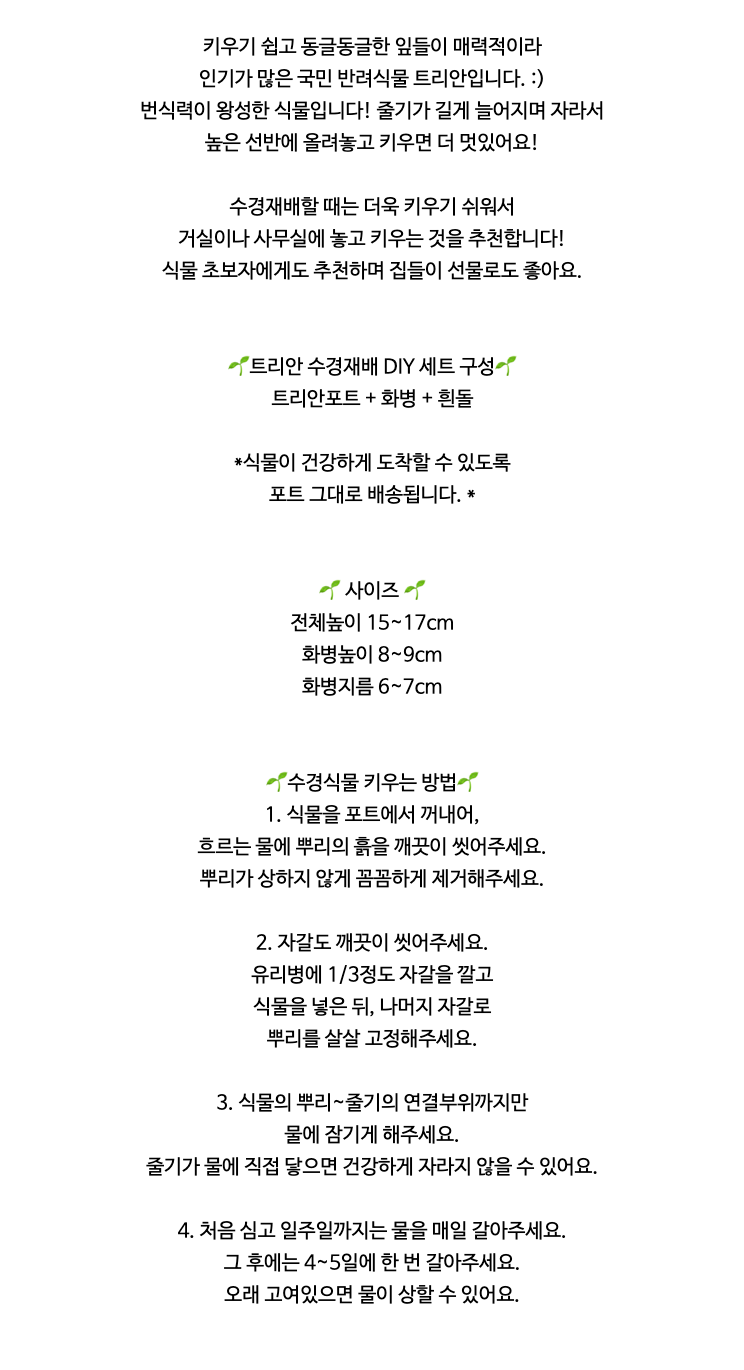 키우기 쉽고 동글동글한 잎들이 매력적이라
인기가 많은 국민 반려식물 트리안입니다. :)
번식력이 왕성한 식물입니다! 줄기가 길게 늘어지며 자라서
높은 선반에 올려놓고 키우면 더 멋있어요!
수경재배할 때는 더욱 키우기 쉬워서
거실이나 사무실에 놓고 키우는 것을 추천합니다!
식물 초보자에게도 추천하며 집들이 선물로도 좋아요.
🌱트리안 수경재배 DIY 세트 구성🌱
트리안포트 + 화병 + 흰돌
*식물이 건강하게 도착할 수 있도록
포트 그대로 배송됩니다. *
🌱 사이즈 🌱
전체높이 15~17cm
화병높이 8~9cm
화병지름 6~7cm
🌱수경식물 키우는 방법🌱
1. 식물을 포트에서 꺼내어,
흐르는 물에 뿌리의 흙을 깨끗이 씻어주세요.
뿌리가 상하지 않게 꼼꼼하게 제거해주세요.
2. 자갈도 깨끗이 씻어주세요.
유리병에 1/3정도 자갈을 깔고
식물을 넣은 뒤, 나머지 자갈로
뿌리를 살살 고정해주세요.
3. 식물의 뿌리~줄기의 연결부위까지만
물에 잠기게 해주세요.
줄기가 물에 직접 닿으면 건강하게 자라지 않을 수 있어요.
4. 처음 심고 일주일까지는 물을 매일 갈아주세요.
그 후에는 4~5일에 한 번 갈아주세요.
오래 고여있으면 물이 상할 수 있어요.